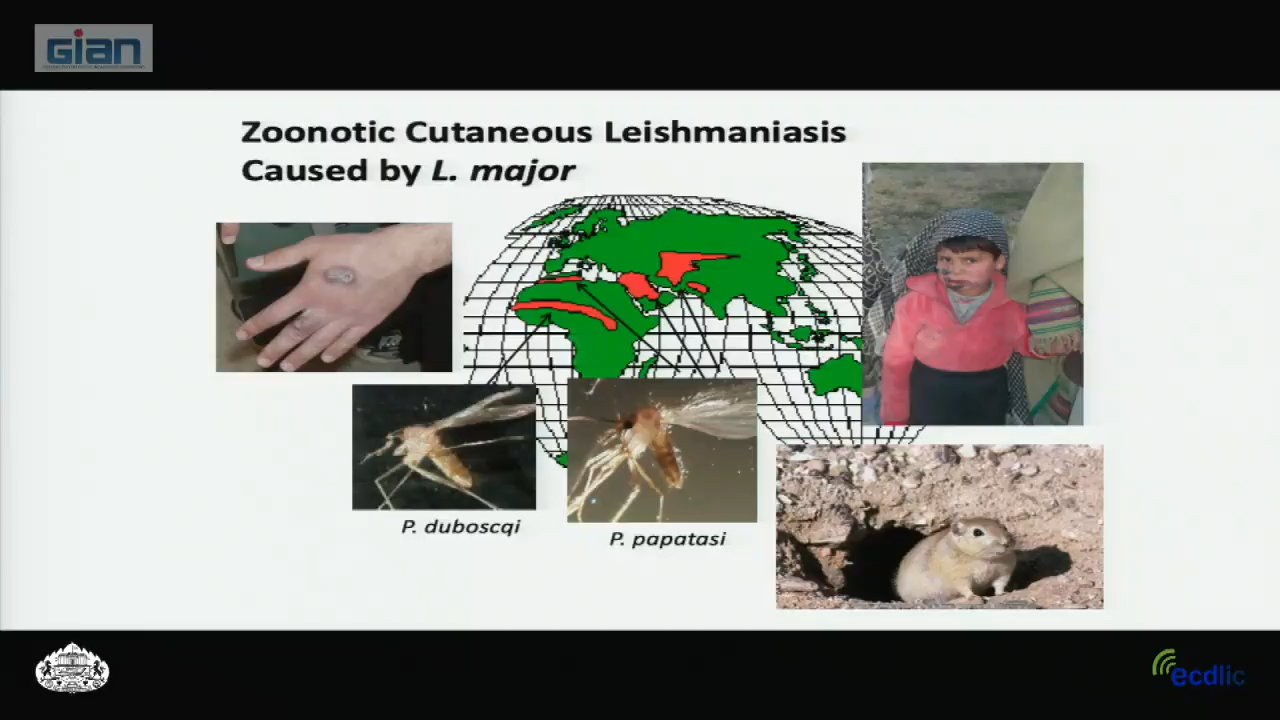 GIAN
Zoonotic Cutaneous Leishmaniasis
Caused by L. major
P. duboscqi
P. papatasi
ecdlic